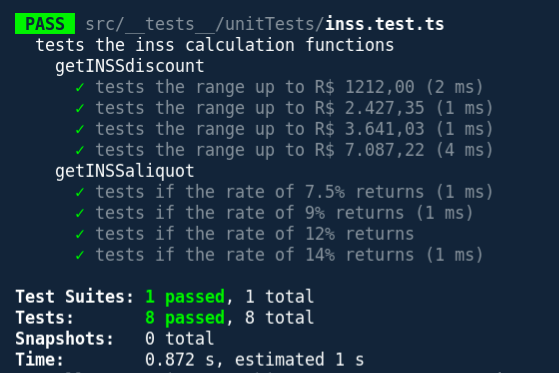 PASS src/__tests__/unitTests/inss.test.ts
tests the inss calculation functions
getINSSdiscount
✓ tests the range up to R$ 1212,00 (2 ms)
✓ tests the range up to R$ 2.427,35 (1 ms)
✓ tests the range up to R$ 3.641,03 (1 ms)
✓ tests the range up to R$ 7.087,22 (4 ms)
getINSSaliquot
✓ tests if the rate of 7.5% returns (1 ms)
✓ tests if the rate of 9% returns (1 ms)
✓ tests if the rate of 12% returns
✓ tests if the rate of 14% returns (1 ms)
Test Suites: 1 passed, 1 total
Tests: 8 passed, 8 total
Snapshots: 0 total
Time: 0.872 s, estimated 1 s